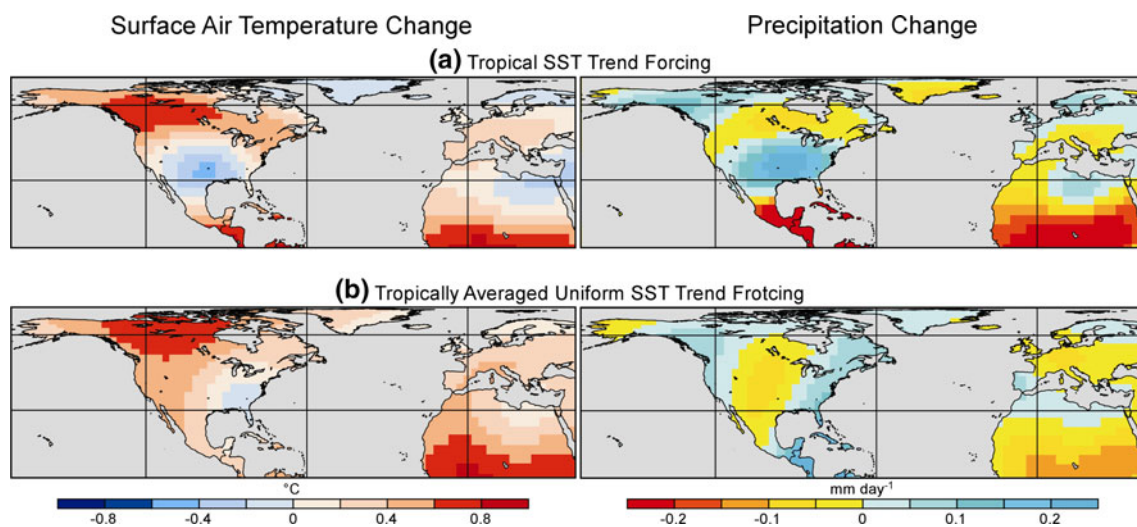 Surface Air Temperature Change
Precipitation Change
(a) Tropical SST Trend Forcing
(b) Tropically Averaged Uniform SST Trend Frotcing
°C
-0.8 -0.4 0 0.4 0.8
mm day-1
-0.2 -0.1 0 0.1 0.2